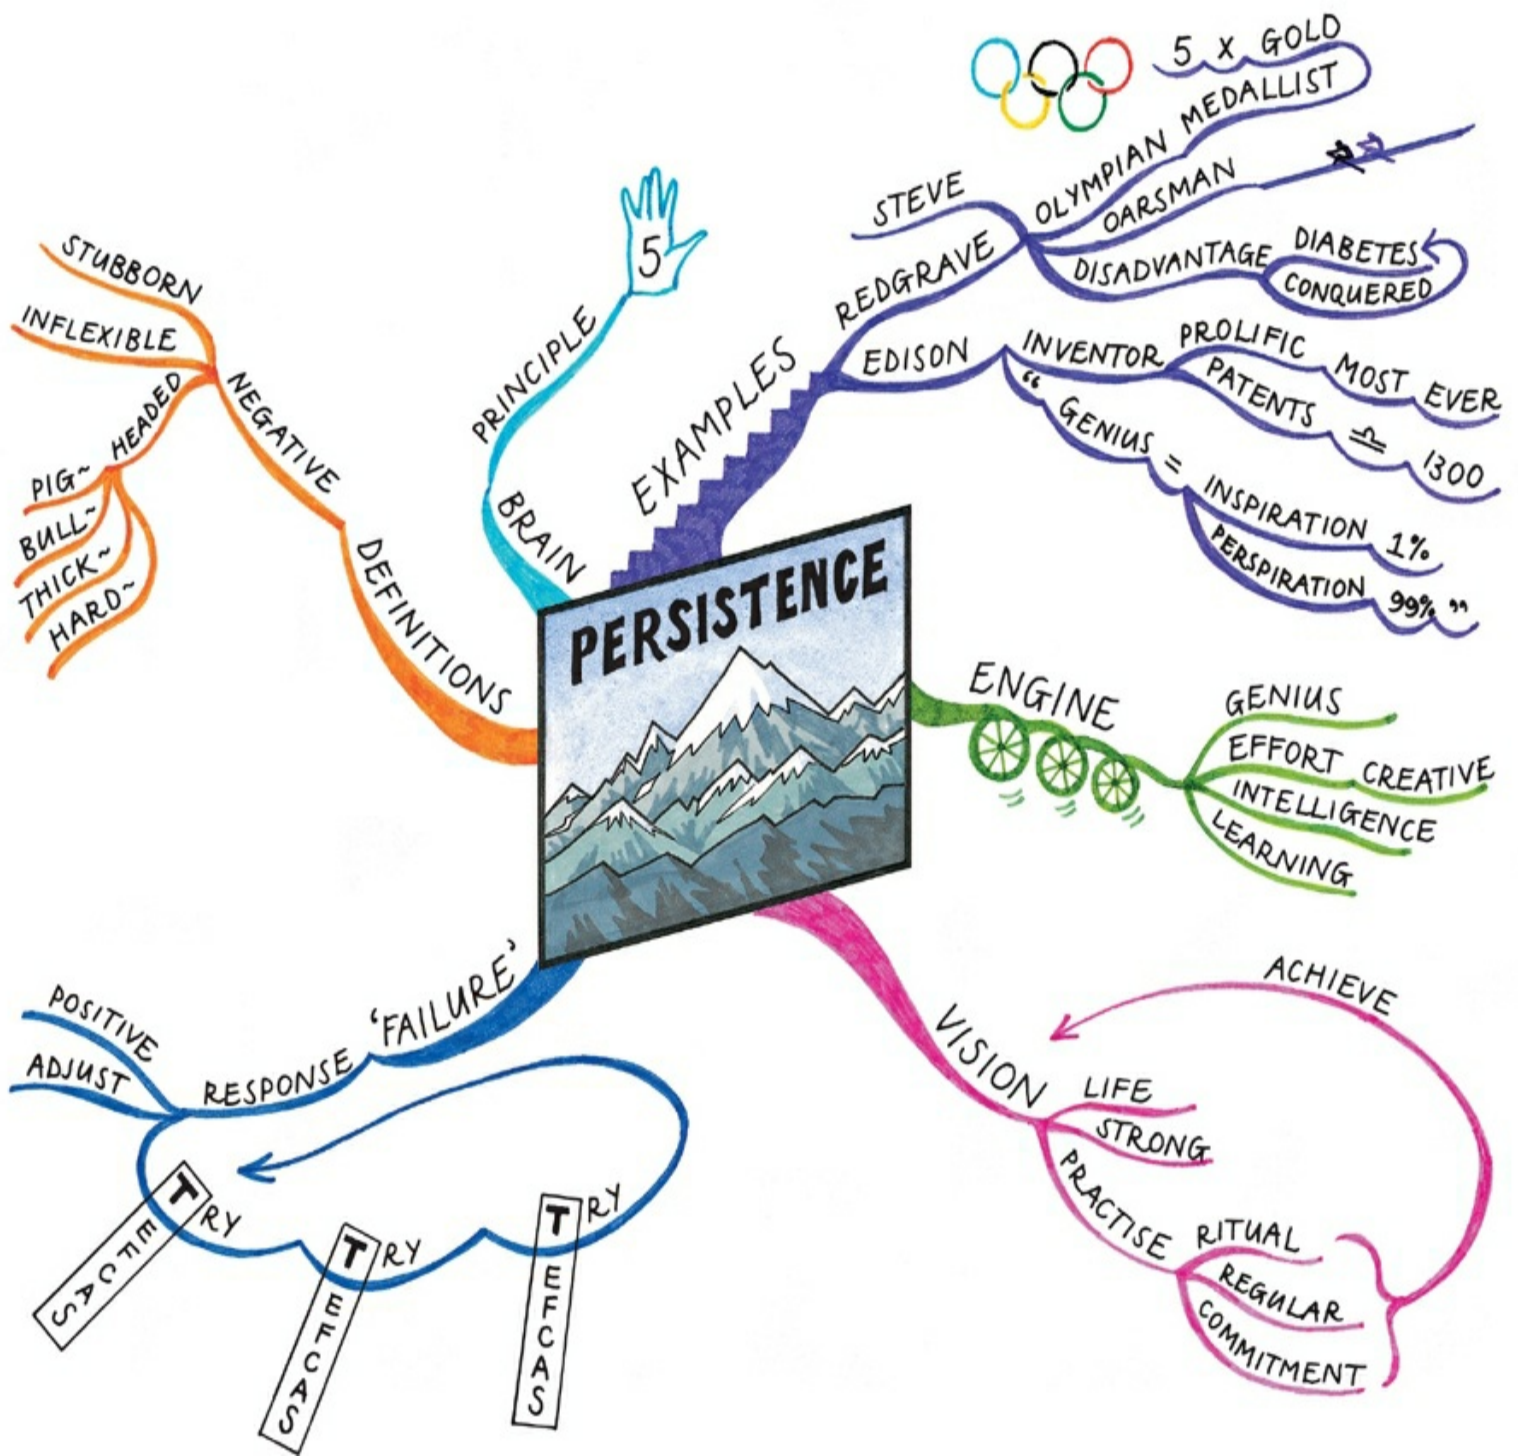 PERSISTENCE
EXAMPLES
REDGRAVE
STEVE
OLYMPIAN MEDALLIST
5 x GOLD
OARSMAN
DISADVANTAGE
DIABETES
CONQUERED
EDISON
INVENTOR
PROLIFIC MOST EVER
PATENTS ≏ 1300
“ GENIUS =
INSPIRATION 1%
PERSPIRATION 99% ”
ENGINE
GENIUS
EFFORT CREATIVE
INTELLIGENCE
LEARNING
VISION
LIFE
STRONG
PRACTISE
RITUAL
REGULAR
COMMITMENT
ACHIEVE
‘FAILURE’
RESPONSE
POSITIVE
ADJUST
TRY
TEFCAS
TRY
TEFCAS
TRY
TEFCAS
DEFINITIONS
NEGATIVE
STUBBORN
INFLEXIBLE
HEADED
PIG~
BULL~
THICK~
HARD~
BRAIN
PRINCIPLE
5